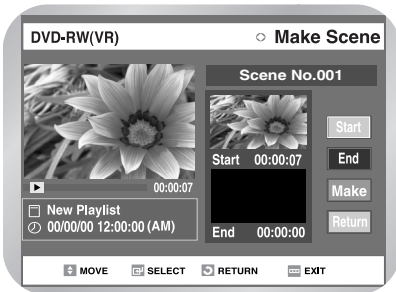 DVD-RW(VR)
Make Scene
Scene No.001
00:00:07
New Playlist
00/00/00 12:00:00 (AM)
Start 00:00:07
End 00:00:00
Start
End
Make
Return
MOVE SELECT RETURN EXIT